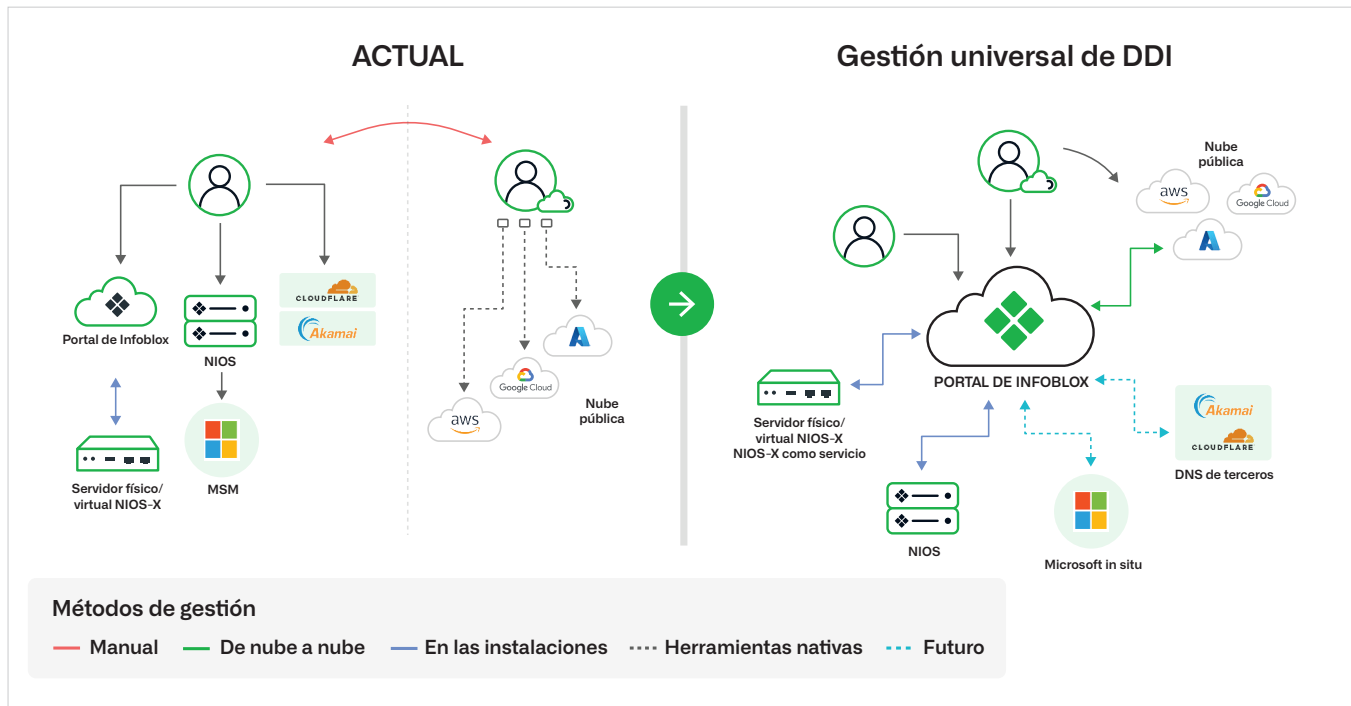 ACTUAL
Portal de Infoblox
NIOS
CLOUDFLARE
Akamai
Servidor físico/
virtual NIOS-X
MSM
aws
Google Cloud
Nube
pública
Gestión universal de DDI
Nube
pública
aws
Google Cloud
PORTAL DE INFOBLOX
Servidor físico/
virtual NIOS-X
NIOS-X como servicio
NIOS
Microsoft in situ
Akamai
CLOUDFLARE
DNS de terceros
Métodos de gestión
Manual
De nube a nube
En las instalaciones
Herramientas nativas
Futuro